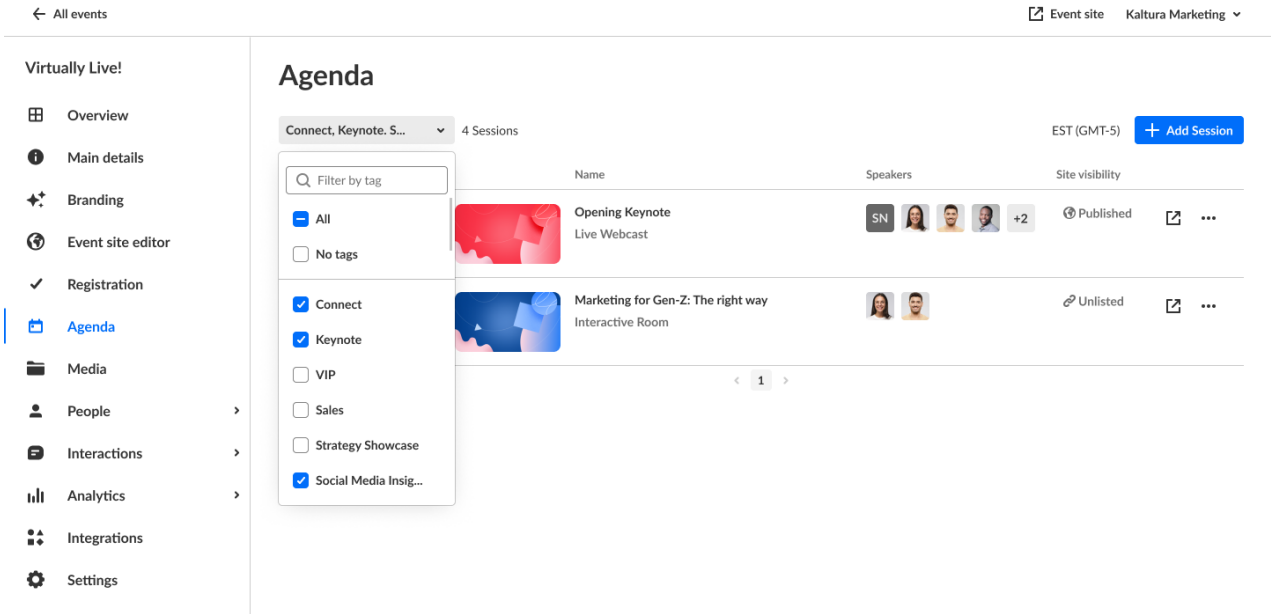 All events
Event site
Kaltura Marketing
Virtually Live!
Overview
Main details
Branding
Event site editor
Registration
Agenda
Media
People
Interactions
Analytics
Integrations
Settings
Agenda
Connect, Keynote. S...
4 Sessions
EST (GMT-5)
Add Session
Filter by tag
All
No tags
Connect
Keynote
VIP
Sales
Strategy Showcase
Social Media Insig...
Name
Speakers
Site visibility
Opening Keynote
Live Webcast
SN
+2
Published
Marketing for Gen-Z: The right way
Interactive Room
Unlisted
1